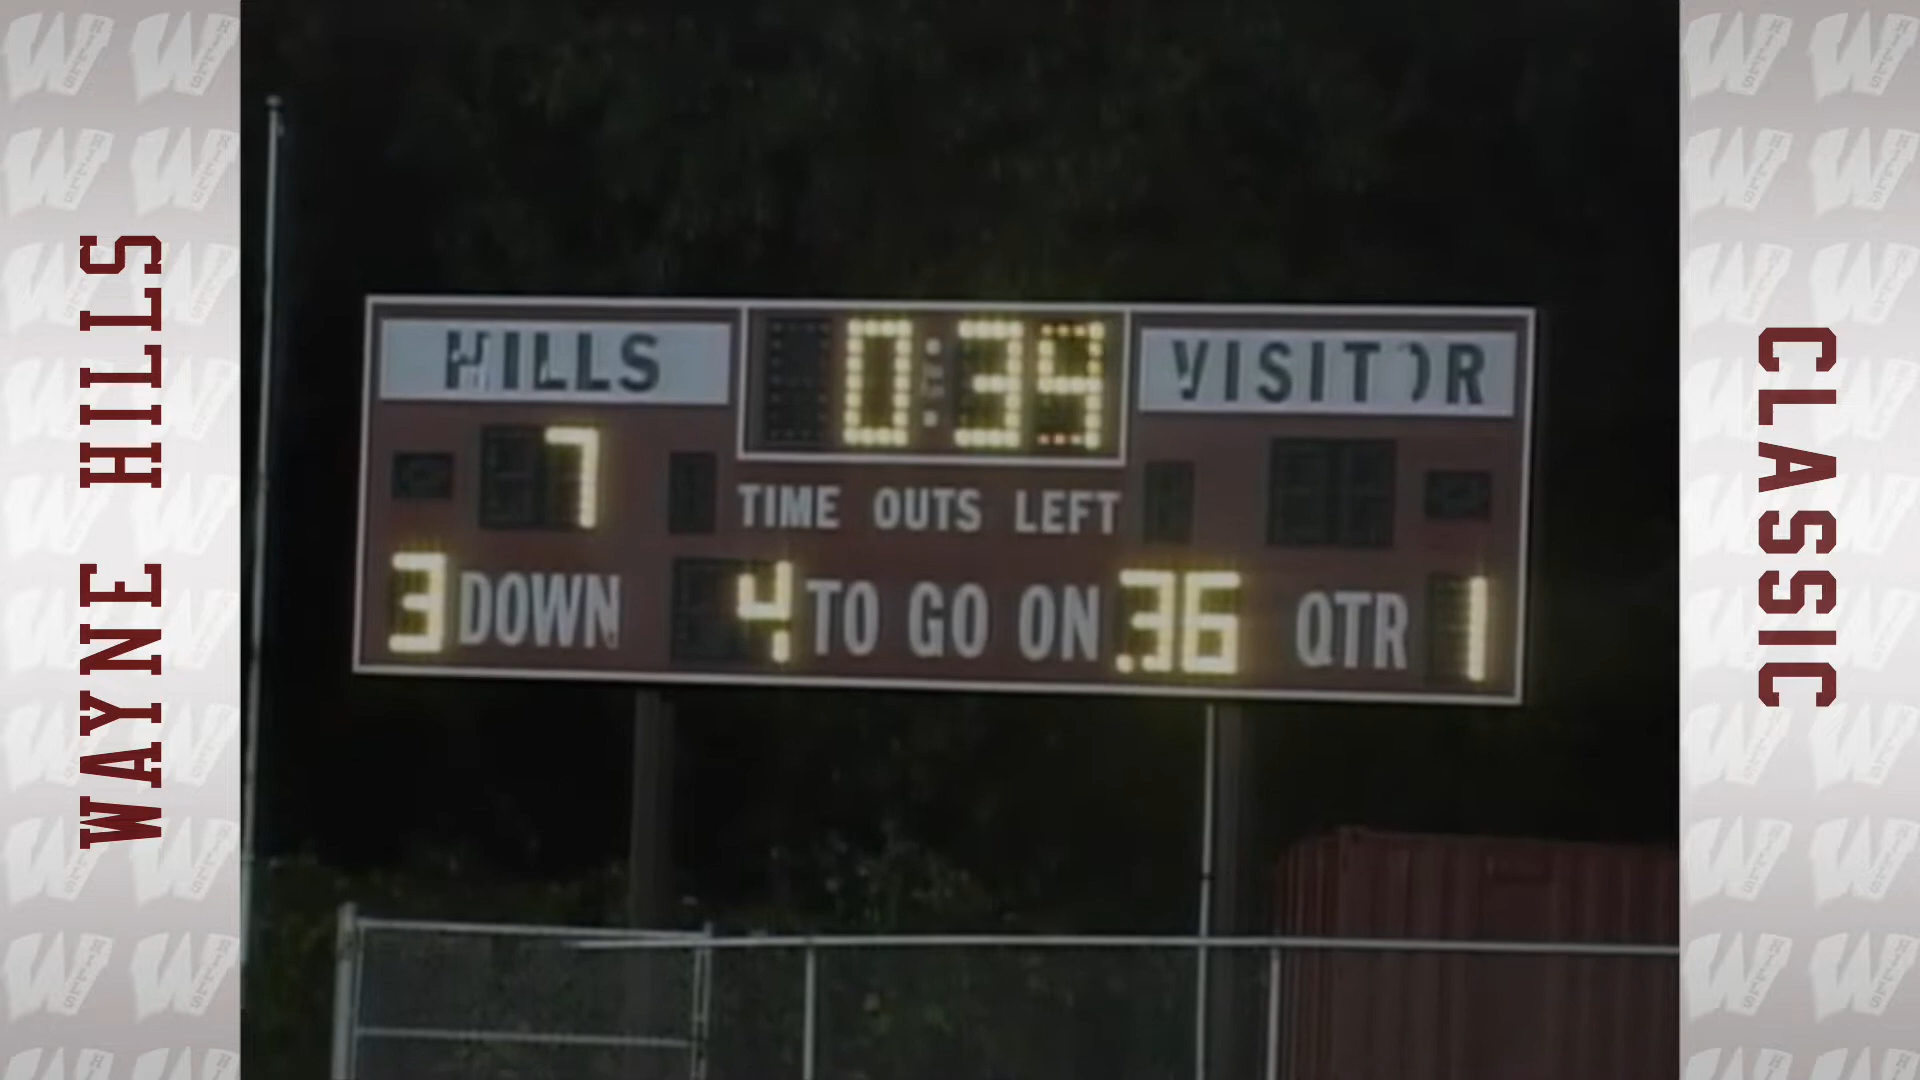 WAYNE HILLS
HILLS 0:34 VISITOR
7
TIME OUTS LEFT
3 DOWN 4 TO GO ON 36 QTR 1
CLASSIC